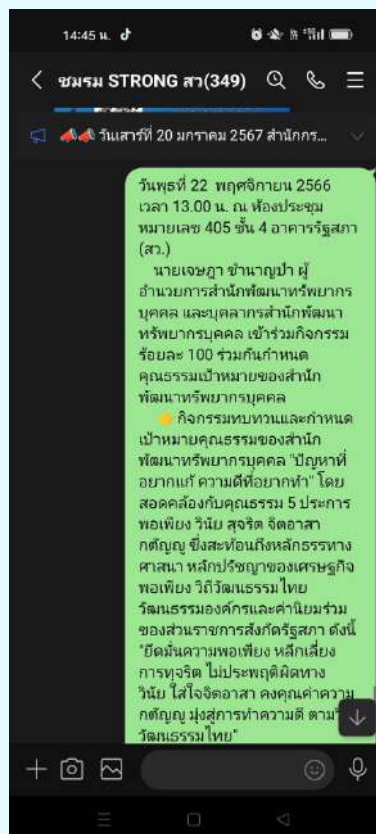 14:45 น.
ชมรม STRONG สว(349)
📣📣 วันเสาร์ที่ 20 มกราคม 2567 สำนักกร...
วันพุธที่ 22 พฤศจิกายน 2566
เวลา 13.00 น. ณ ห้องประชุม
หมายเลข 405 ชั้น 4 อาคารรัฐสภา
(สว.)
นายเจษฎา ชำนาญป่า ผู้
อำนวยการสำนักพัฒนาทรัพยากร
บุคคล และบุคลากรสำนักพัฒนา
ทรัพยากรบุคคล เข้าร่วมกิจกรรม
ร้อยละ 100 ร่วมกันกำหนด
คุณธรรมเป้าหมายของสำนัก
พัฒนาทรัพยากรบุคคล
กิจกรรมทบทวนและกำหนด
เป้าหมายคุณธรรมของสำนัก
พัฒนาทรัพยากรบุคคล "ปัญหาที่
อยากแก้ ความดีที่อยากทำ" โดย
สอดคล้องกับคุณธรรม 5 ประการ
พอเพียง วินัย สุจริต จิตอาสา
กตัญญู ซึ่งสะท้อนถึงหลักธรรทาง
ศาสนา หลักปรัชญาของเศรษฐกิจ
พอเพียง วิถีวัฒนธรรมไทย
วัฒนธรรมองค์กรและค่านิยมร่วม
ของส่วนราชการสังกัดรัฐสภา ดังนี้
"ยึดมั่นความพอเพียง หลีกเลี่ยง
การทุจริต ไม่ประพฤติผิดทาง
วินัย ใส่ใจจิตอาสา คงคุณค่าความ
กตัญญู มุ่งสู่การทำความดี ตาม
วัฒนธรรมไทย"